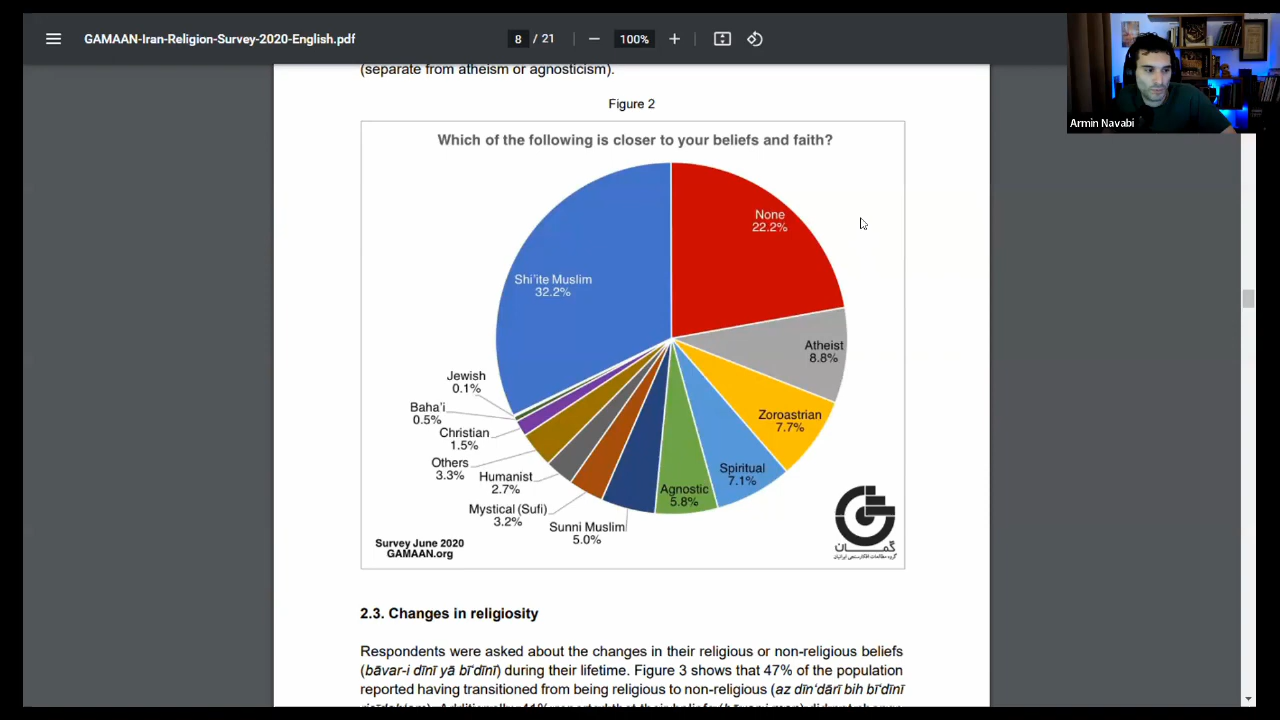 GAMAAN-Iran-Religion-Survey-2020-English.pdf
8 / 21
100%
Armin Navabi
(separate from atheism or agnosticism).
Figure 2
Which of the following is closer to your beliefs and faith?
None
22.2%
Atheist
8.8%
Zoroastrian
7.7%
Spiritual
7.1%
Agnostic
5.8%
Sunni Muslim
5.0%
Mystical (Sufi)
3.2%
Humanist
2.7%
Others
3.3%
Christian
1.5%
Baha'i
0.5%
Jewish
0.1%
Shi'ite Muslim
32.2%
Survey June 2020
GAMAAN.org
گمان
گروه مطالعات افکارسنجی ایرانیان
2.3. Changes in religiosity
Respondents were asked about the changes in their religious or non-religious beliefs
(bāvar-i dīnī yā bī‘dīnī) during their lifetime. Figure 3 shows that 47% of the population
reported having transitioned from being religious to non-religious (az dīn‘dārī bih bī‘dīnī